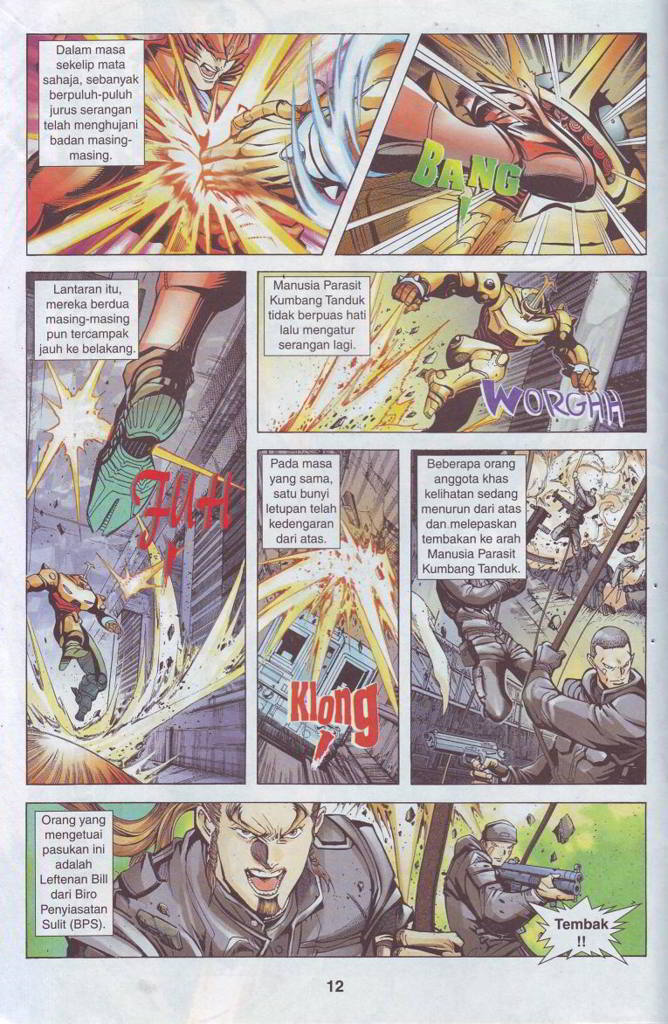 Dalam masa
sekelip mata
sahaja, sebanyak
berpuluh-puluh
jurus serangan
telah menghujani
badan masing-
masing.
BANG
!
Lantaran itu,
mereka berdua
masing-masing
pun tercampak
jauh ke belakang.
FUH
!
Manusia Parasit
Kumbang Tanduk
tidak berpuas hati
lalu mengatur
serangan lagi.
WORGHH
Pada masa
yang sama,
satu bunyi
letupan telah
kedengaran
dari atas.
Klong
!
Beberapa orang
anggota khas
kelihatan sedang
menurun dari atas
dan melepaskan
tembakan ke arah
Manusia Parasit
Kumbang Tanduk.
Orang yang
mengetuai
pasukan ini
adalah
Leftenan Bill
dari Biro
Penyiasatan
Sulit (BPS).
Tembak
!!
12